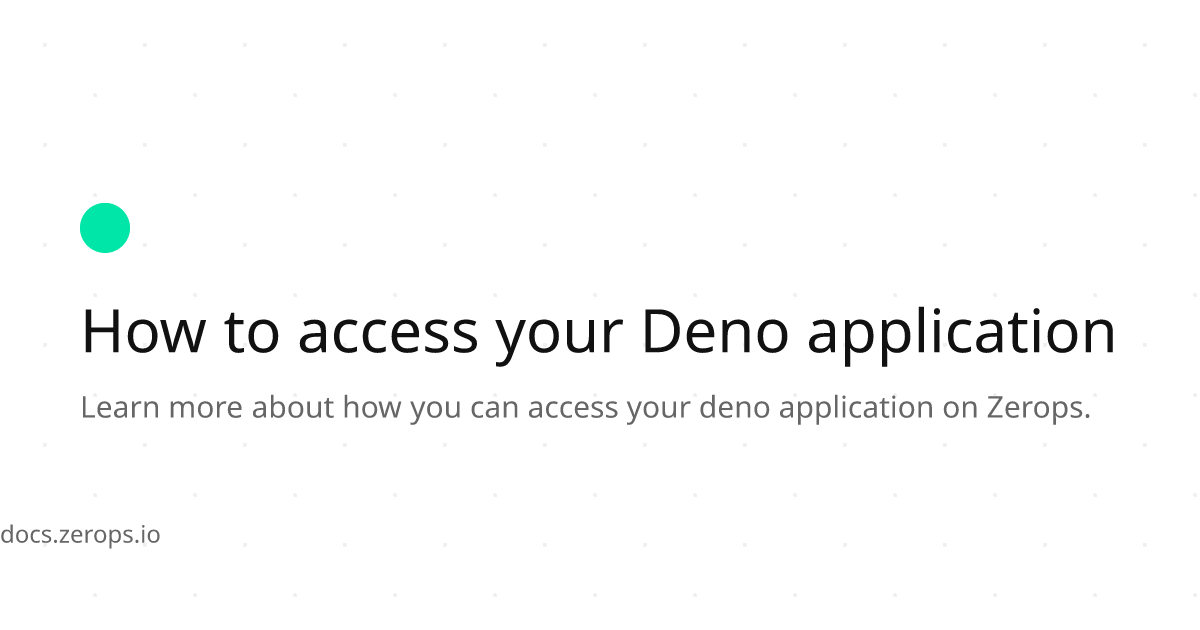 How to access your Deno application
Learn more about how you can access your deno application on Zerops.
docs.zerops.io